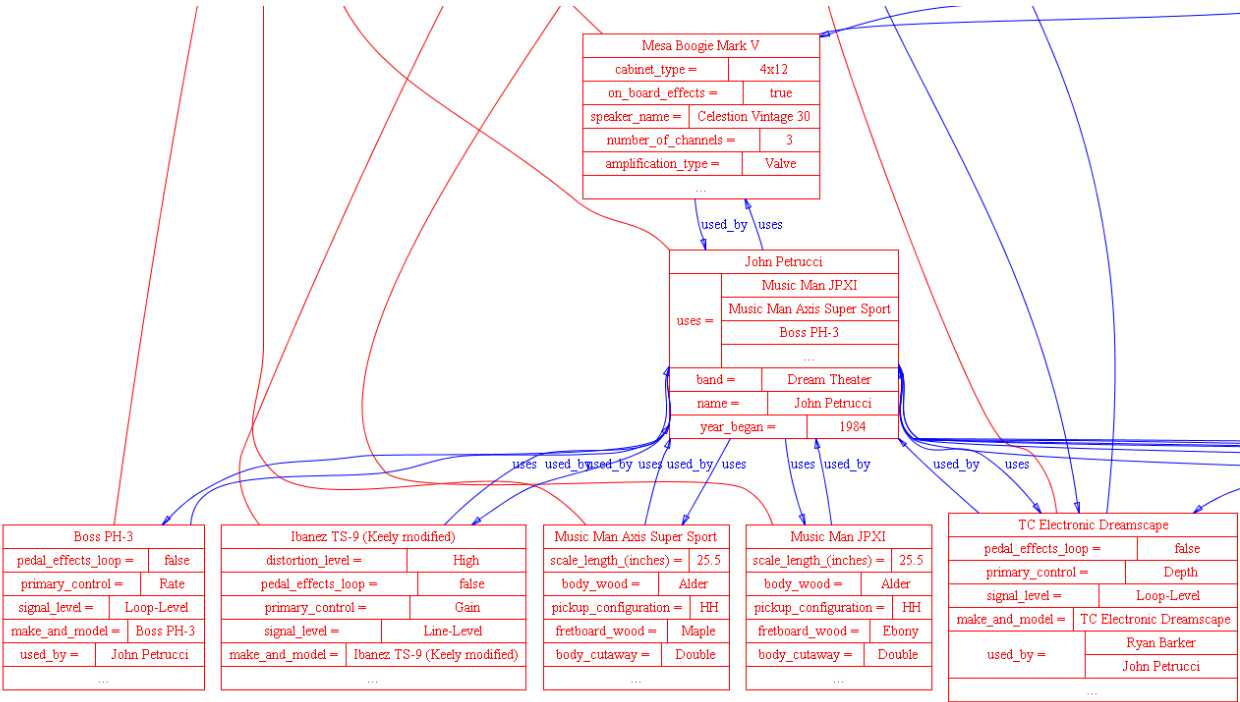 Mesa Boogie Mark V
cabinet_type = 4x12
on_board_effects = true
speaker_name = Celestion Vintage 30
number_of_channels = 3
amplification_type = Valve
...
used_by uses
John Petrucci
uses =
Music Man JPXI
Music Man Axis Super Sport
Boss PH-3
...
band = Dream Theater
name = John Petrucci
year_began = 1984
uses used_by used_by uses used_by uses uses used_by used_by uses
Boss PH-3
pedal_effects_loop = false
primary_control = Rate
signal_level = Loop-Level
make_and_model = Boss PH-3
used_by = John Petrucci
...
Ibanez TS-9 (Keely modified)
distortion_level = High
pedal_effects_loop = false
primary_control = Gain
signal_level = Line-Level
make_and_model = Ibanez TS-9 (Keely modified)
...
Music Man Axis Super Sport
scale_length_(inches) = 25.5
body_wood = Alder
pickup_configuration = HH
fretboard_wood = Maple
body_cutaway = Double
...
Music Man JPXI
scale_length_(inches) = 25.5
body_wood = Alder
pickup_configuration = HH
fretboard_wood = Ebony
body_cutaway = Double
...
TC Electronic Dreamscape
pedal_effects_loop = false
primary_control = Depth
signal_level = Loop-Level
make_and_model = TC Electronic Dreamscape
used_by =
Ryan Barker
John Petrucci
...